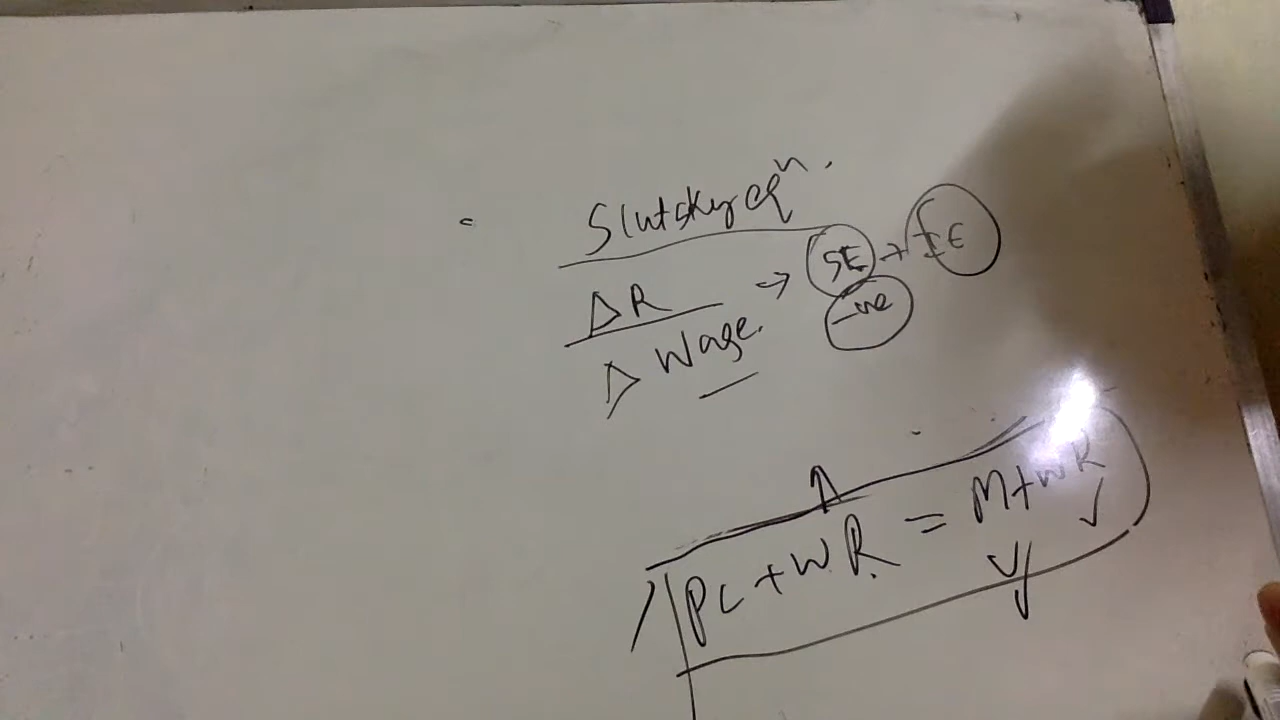 Slutsky eqn.
ΔR / Δ Wage. → SE + IE
-ve
PC + WR = M + WR